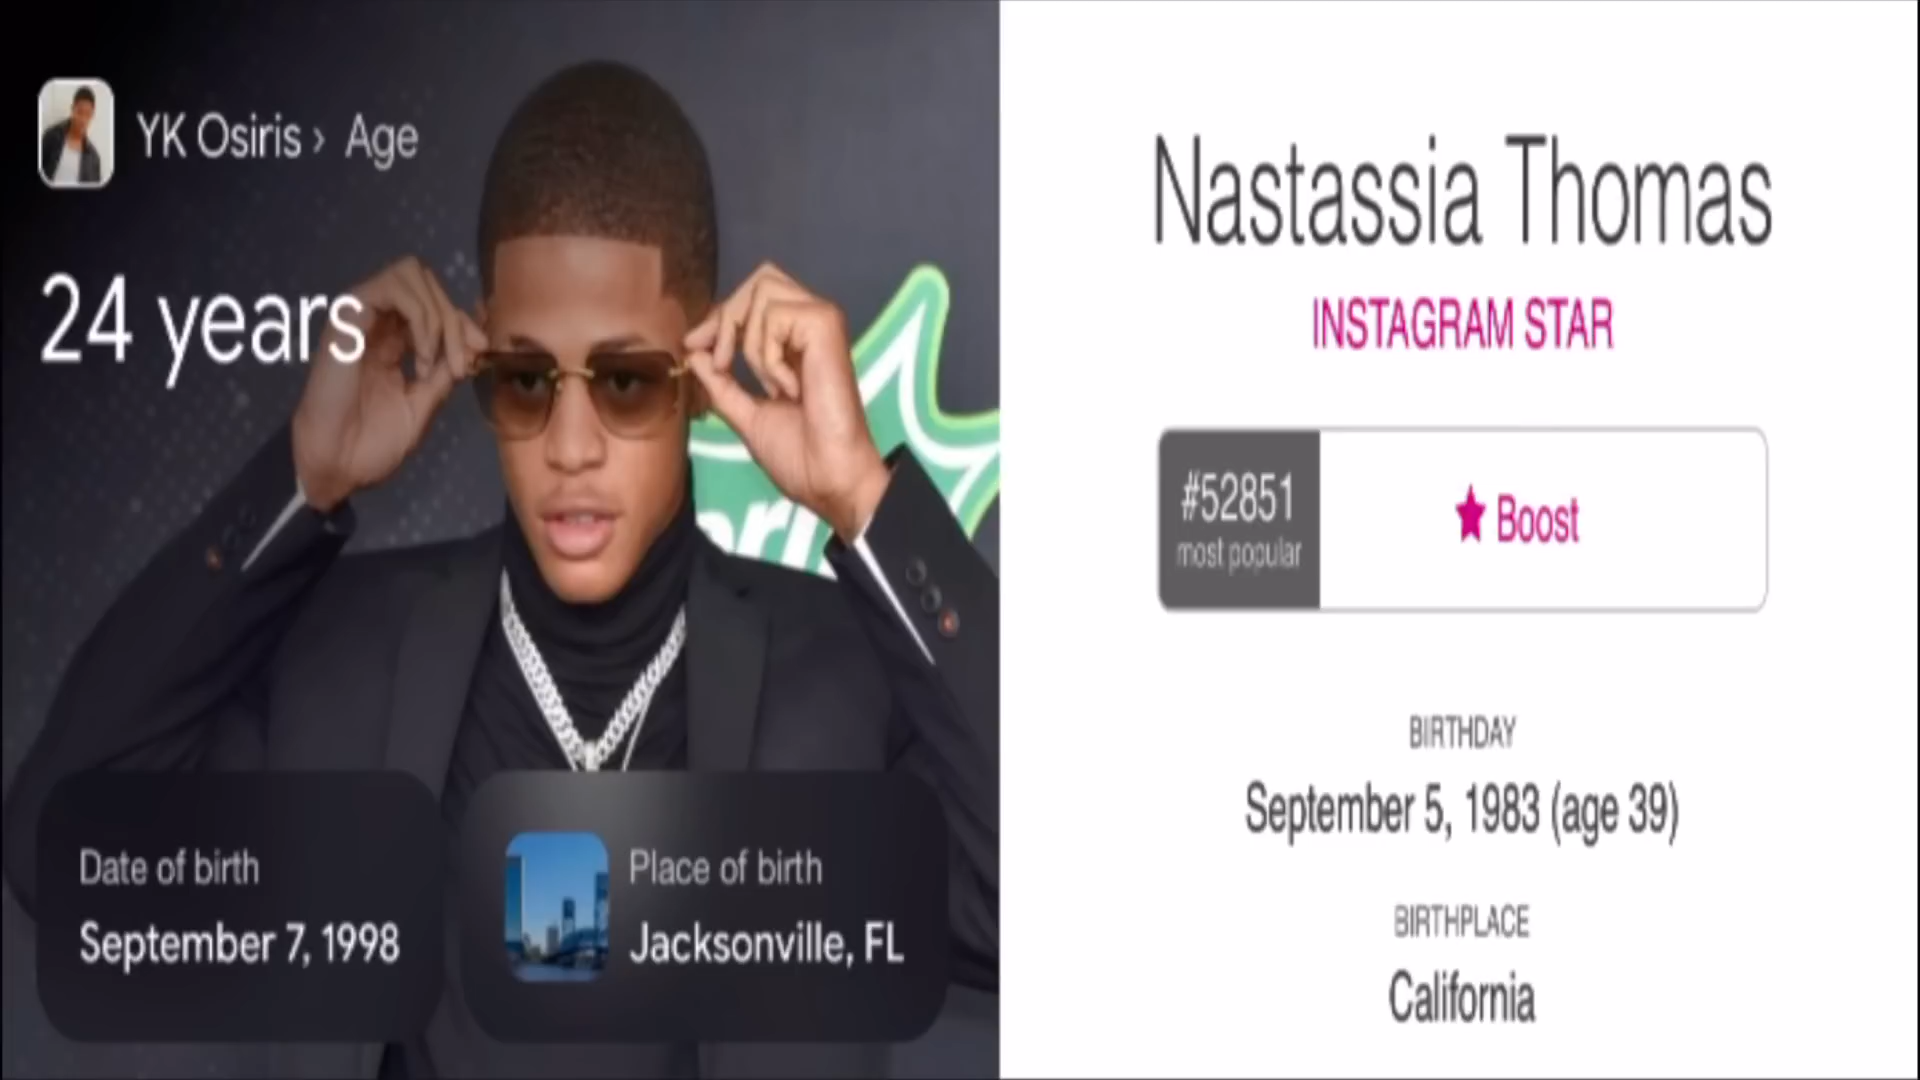 YK Osiris › Age
24 years
Date of birth
September 7, 1998
Place of birth
Jacksonville, FL
Nastassia Thomas
INSTAGRAM STAR
#52851
most popular
★ Boost
BIRTHDAY
September 5, 1983 (age 39)
BIRTHPLACE
California